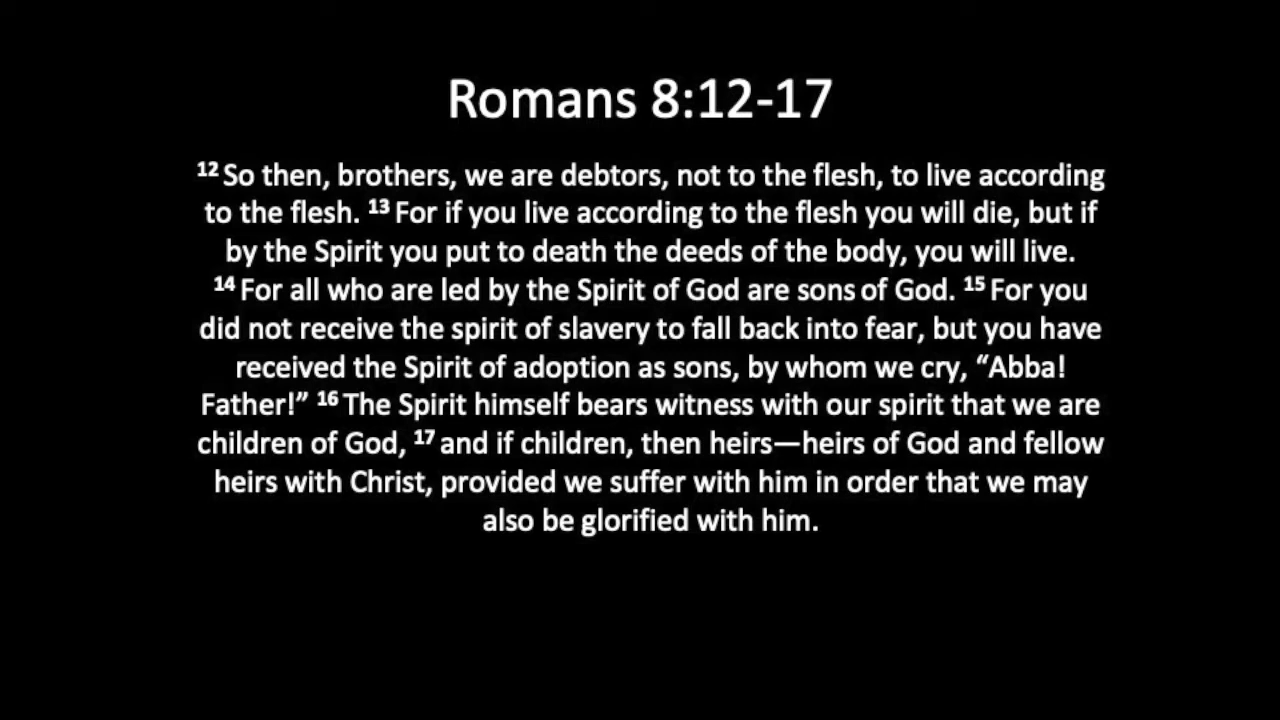 Romans 8:12-17
12 So then, brothers, we are debtors, not to the flesh, to live according
to the flesh. 13 For if you live according to the flesh you will die, but if
by the Spirit you put to death the deeds of the body, you will live.
14 For all who are led by the Spirit of God are sons of God. 15 For you
did not receive the spirit of slavery to fall back into fear, but you have
received the Spirit of adoption as sons, by whom we cry, “Abba!
Father!” 16 The Spirit himself bears witness with our spirit that we are
children of God, 17 and if children, then heirs—heirs of God and fellow
heirs with Christ, provided we suffer with him in order that we may
also be glorified with him.